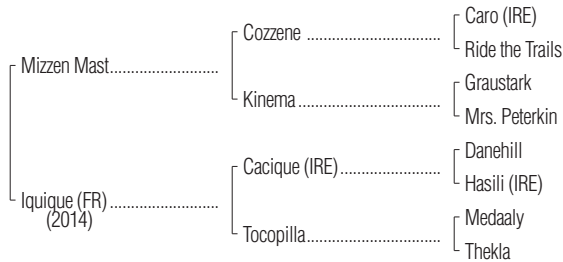 Caro (IRE)
Cozzene ........................
Ride the Trails
Mizzen Mast........................
Graustark
Kinema ........................
Mrs. Peterkin
Danehill
Cacique (IRE)........................
Hasili (IRE)
Iquique (FR) ........................
(2014)
Medaaly
Tocopilla........................
Thekla